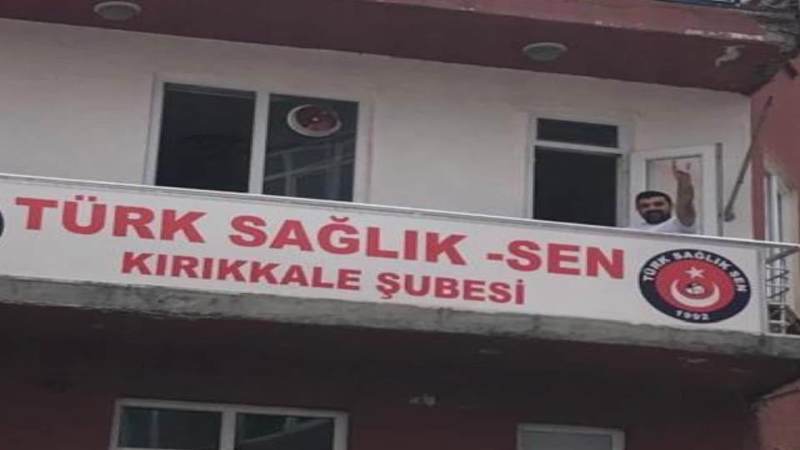 TÜRK SAĞLIK -SEN
KIRIKKALE ŞUBESİ
TÜRK SAĞLIK SEN
1992